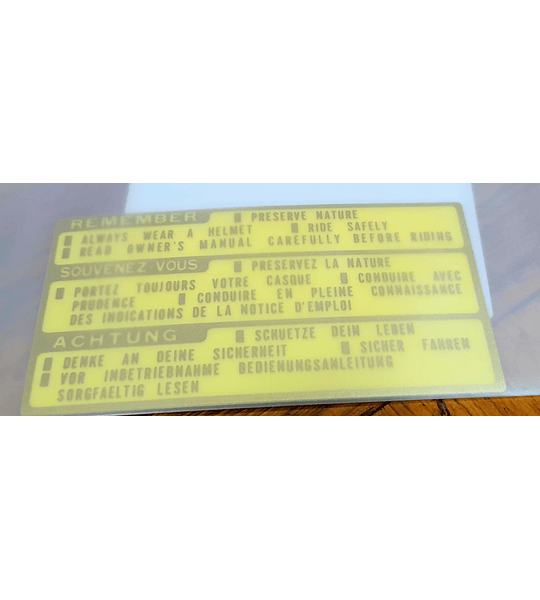 REMEMBER ▮ PRESERVE NATURE
▮ ALWAYS WEAR A HELMET ▮ RIDE SAFELY
▮ READ OWNER'S MANUAL CAREFULLY BEFORE RIDING
SOUVENEZ VOUS ▮ PRESERVEZ LA NATURE
▮ PORTEZ TOUJOURS VOTRE CASQUE ▮ CONDUIRE AVEC
PRUDENCE ▮ CONDUIRE EN PLEINE CONNAISSANCE
DES INDICATIONS DE LA NOTICE D'EMPLOI
ACHTUNG ▮ SCHUETZE DEIN LEBEN
▮ DENKE AN DEINE SICHERHEIT ▮ SICHER FAHREN
▮ VOR INBETRIEBNAHME BEDIENUNGSANLEITUNG
SORGFAELTIG LESEN